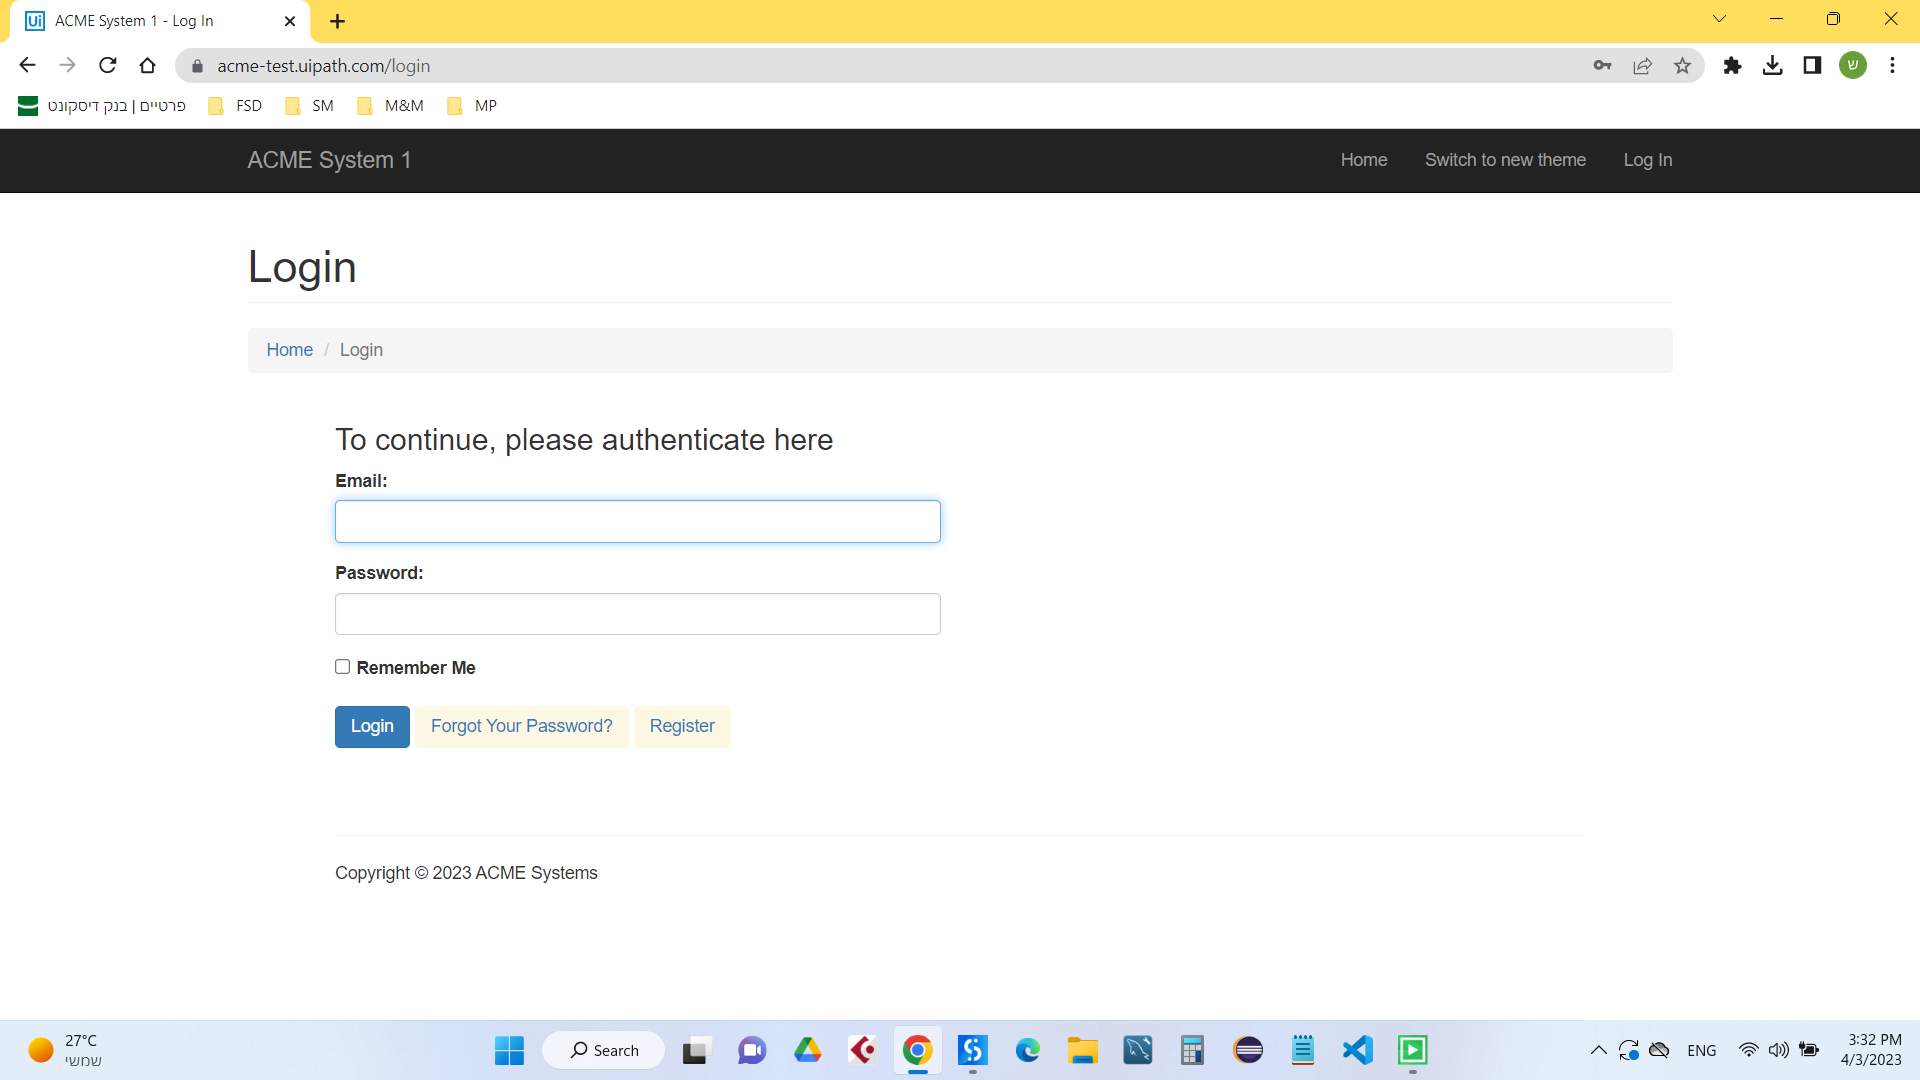 Ui ACME System 1 - Log In
acme-test.uipath.com/login
ש
פרטיים | בנק דיסקונט FSD SM M&M MP
ACME System 1 Home Switch to new theme Log In
Login
Home / Login
To continue, please authenticate here
Email:
Password:
Remember Me
Login Forgot Your Password? Register
Copyright © 2023 ACME Systems
27°C
שמשי
Search
ENG
3:32 PM
4/3/2023